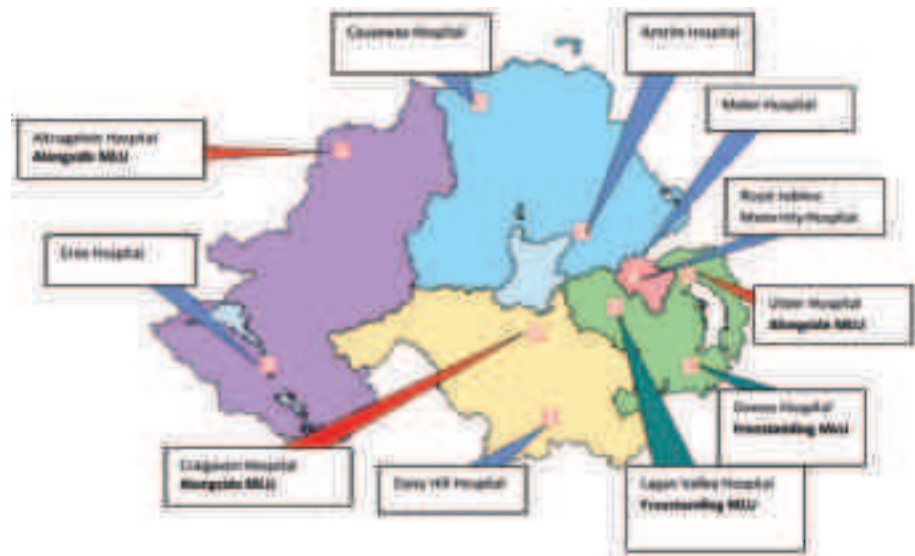 Causeway Hospital
Antrim Hospital
Mater Hospital
Altnagelvin Hospital
Alongside MLU
Royal Jubilee
Maternity Hospital
Erne Hospital
Ulster Hospital
Alongside MLU
Downe Hospital
Freestanding MLU
Craigavon Hospital
Alongside MLU
Daisy Hill Hospital
Lagan Valley Hospital
Freestanding MLU